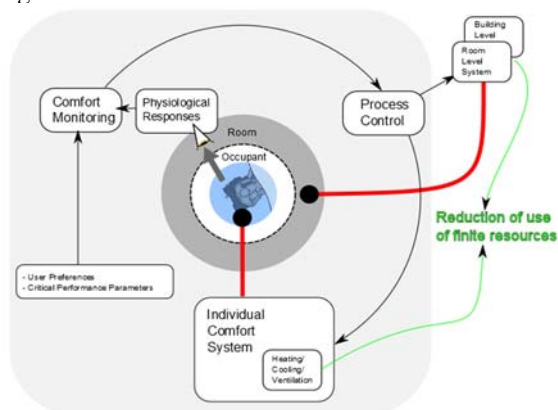 Building
Level
Room
Level
System
Comfort
Monitoring
Physiological
Responses
Process
Control
Room
Occupant
Reduction of use
of finite resources
- User Preferences
- Critical Performance Parameters
Individual
Comfort
System
Heating/
Cooling/
Ventilation